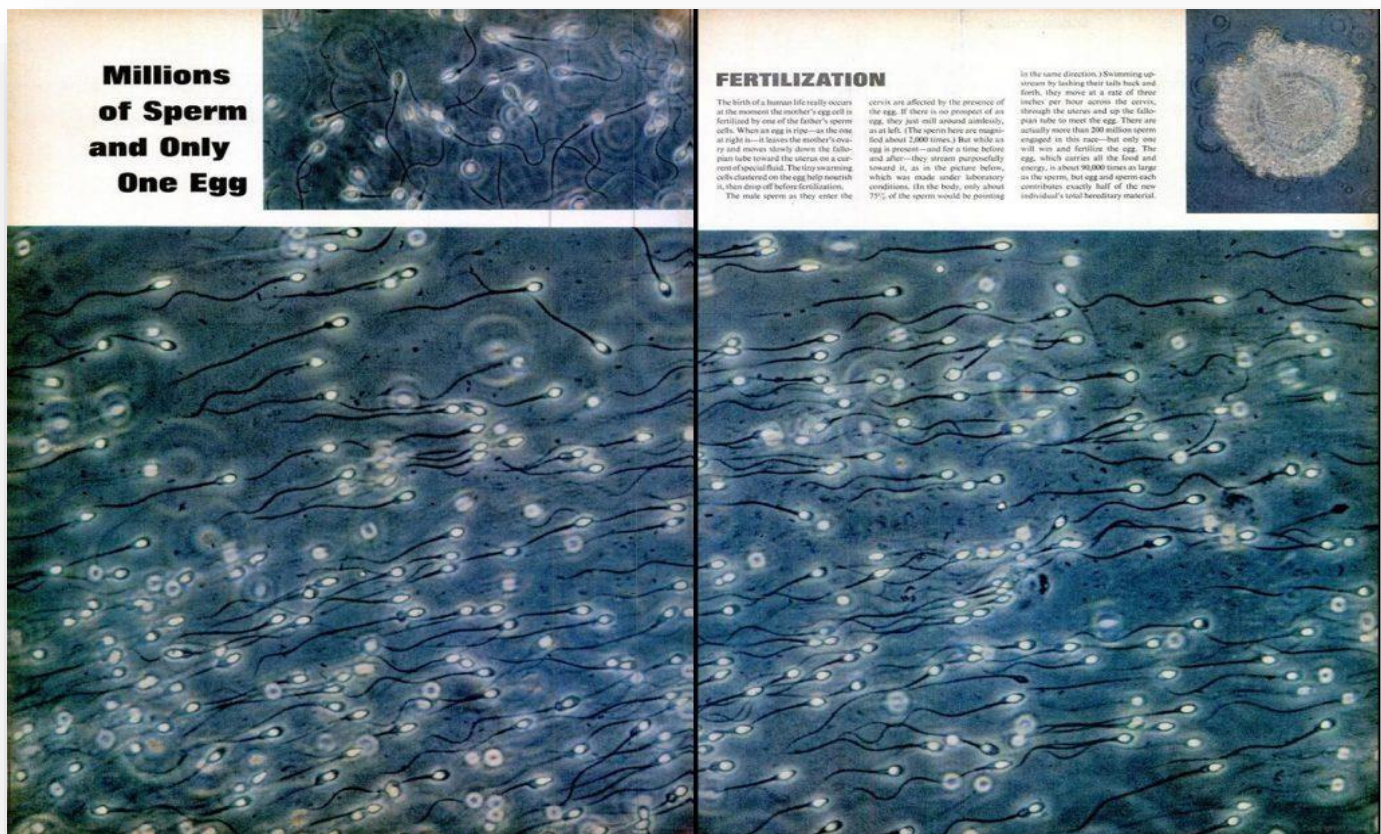 Millions
of Sperm
and Only
One Egg
FERTILIZATION
The birth of a human life really occurs
at the moment the mother's egg cell is
fertilized by one of the father's sperm
cells. When an egg is ripe—as the one
at right is—it leaves the mother's ova-
ry and moves slowly down the fallo-
pian tube toward the uterus on a cur-
rent of special fluid. The tiny swarming
cells clustered on the egg help nourish
it, then drop off before fertilization.
The male sperm as they enter the
cervix are affected by the presence of
the egg. If there is no prospect of an
egg, they just mill around aimlessly,
as at left. (The sperm here are magni-
fied about 2,000 times.) But while an
egg is present—and for a time before
and after—they stream purposefully
toward it, as in the picture below,
which was made under laboratory
conditions. (In the body, only about
75% of the sperm would be pointing
in the same direction.) Swimming up-
stream by lashing their tails back and
forth, they move at a rate of three
inches per hour across the cervix,
through the uterus and up the fallo-
pian tube to meet the egg. There are
actually more than 200 million sperm
engaged in this race—but only one
will win and fertilize the egg. The
egg, which carries all the food and
energy, is about 90,000 times as large
as the sperm, but egg and sperm each
contributes exactly half of the new
individual's total hereditary material.